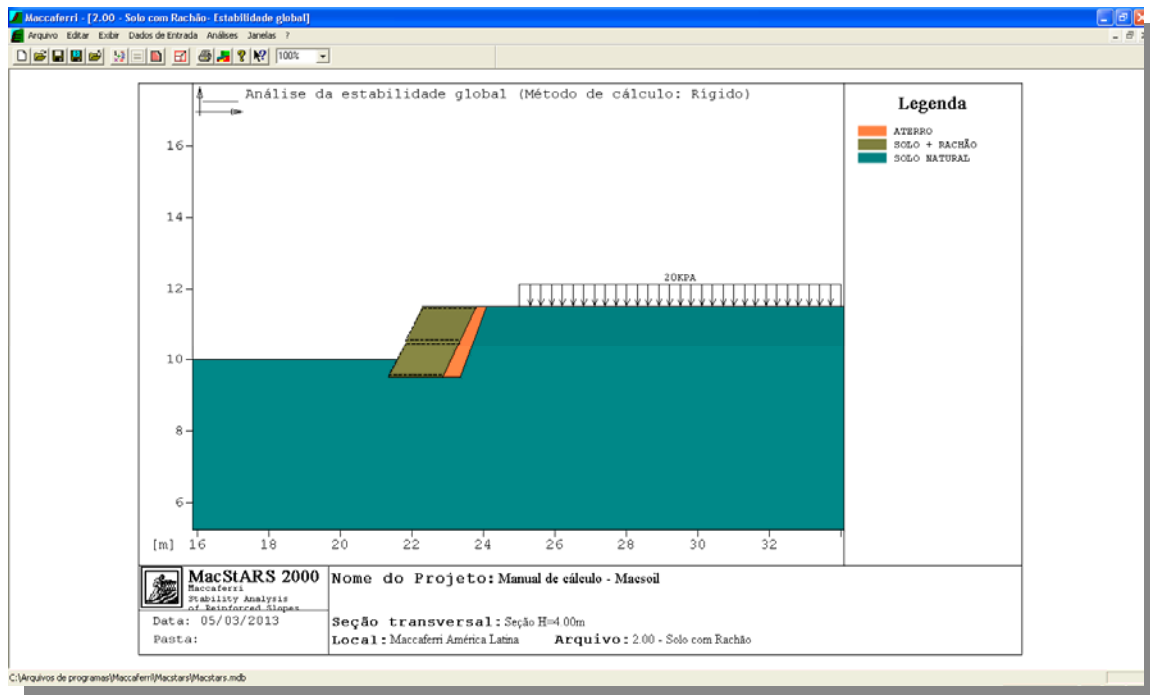 Maccaferri - [2.00 - Solo com Rachão- Estabilidade global]
Arquivo Editar Exibir Dados de Entrada Análises Janelas ?
100%
Análise da estabilidade global (Método de cálculo: Rígido)
Legenda
ATERRO
SOLO + RACHÃO
SOLO NATURAL
16
14
12
10
8
6
20KPA
[m] 16 18 20 22 24 26 28 30 32
MacStARS 2000
Maccaferri
Stability Analysis
of Reinforced Slopes
Nome do Projeto: Manual de cálculo - Macsoil
Data: 05/03/2013
Seção transversal: Seção H=4.00m
Pasta:
Local: Maccaferri América Latina Arquivo: 2.00 - Solo com Rachão
C:\Arquivos de programas\Maccaferri\Macstars\Macstars.mdb